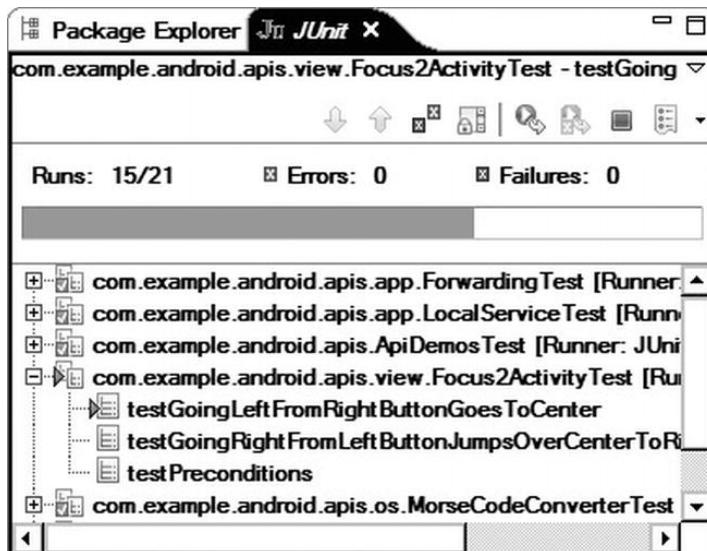 Package Explorer JUnit
com.example.android.apis.view.Focus2ActivityTest - testGoing
Runs: 15/21 Errors: 0 Failures: 0
com.example.android.apis.app.ForwardingTest [Runner:
com.example.android.apis.app.LocalServiceTest [Runn
com.example.android.apis.ApiDemosTest [Runner: JUni
com.example.android.apis.view.Focus2ActivityTest [Ru
testGoingLeftFromRightButtonGoesToCenter
testGoingRightFromLeftButtonJumpsOverCenterToRi
testPreconditions
com.example.android.apis.os.MorseCodeConverterTest